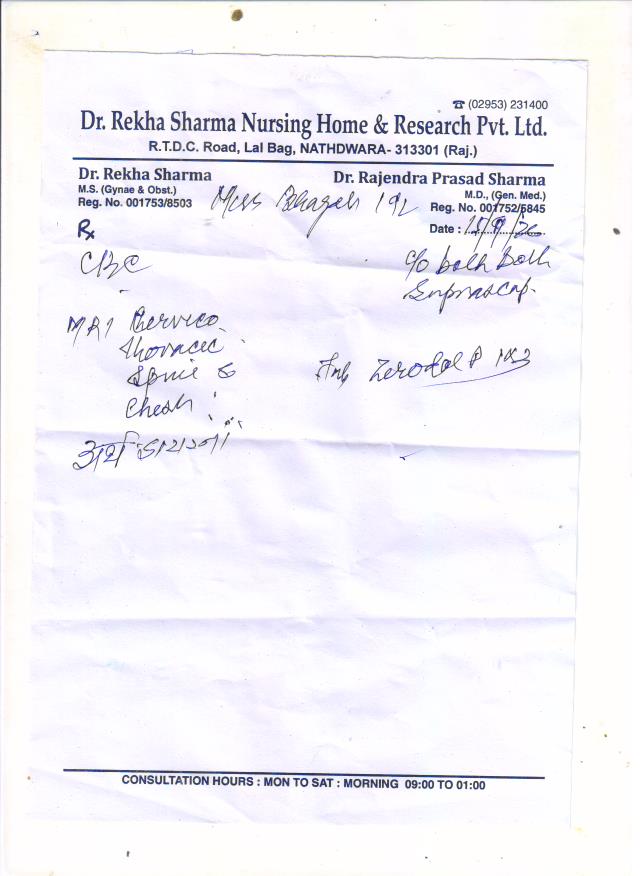 ☎ (02953) 231400
Dr. Rekha Sharma Nursing Home & Research Pvt. Ltd.
R.T.D.C. Road, Lal Bag, NATHDWARA- 313301 (Raj.)
Dr. Rekha Sharma
M.S. (Gynae & Obst.)
Reg. No. 001753/8503
Dr. Rajendra Prasad Sharma
M.D., (Gen. Med.)
Reg. No. 001752/5845
Miss
Date :
Rx
CBC
c/o
MRI
Thoracic
Spine &
Chest
Tab Zerodol P
CONSULTATION HOURS : MON TO SAT : MORNING 09:00 TO 01:00